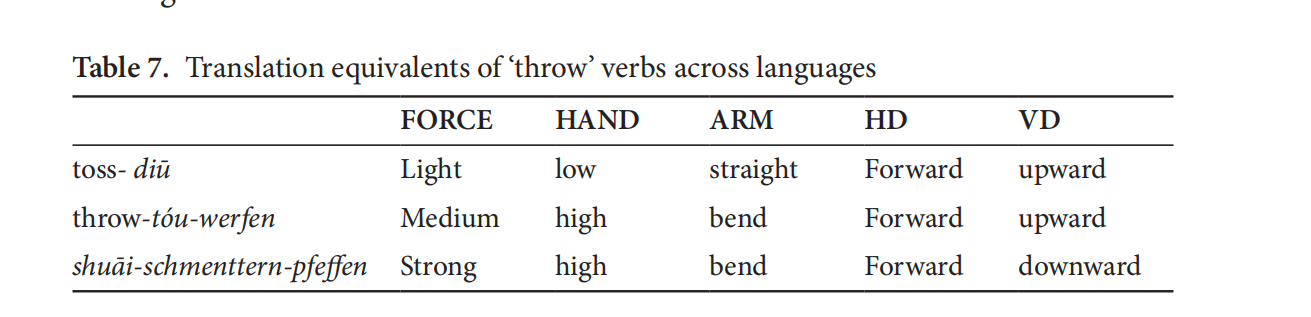 Table 7. Translation equivalents of ‘throw’ verbs across languages
FORCE HAND ARM HD VD
toss- diū Light low straight Forward upward
throw-tóu-werfen Medium high bend Forward upward
shuāi-schmenttern-pfeffen Strong high bend Forward downward